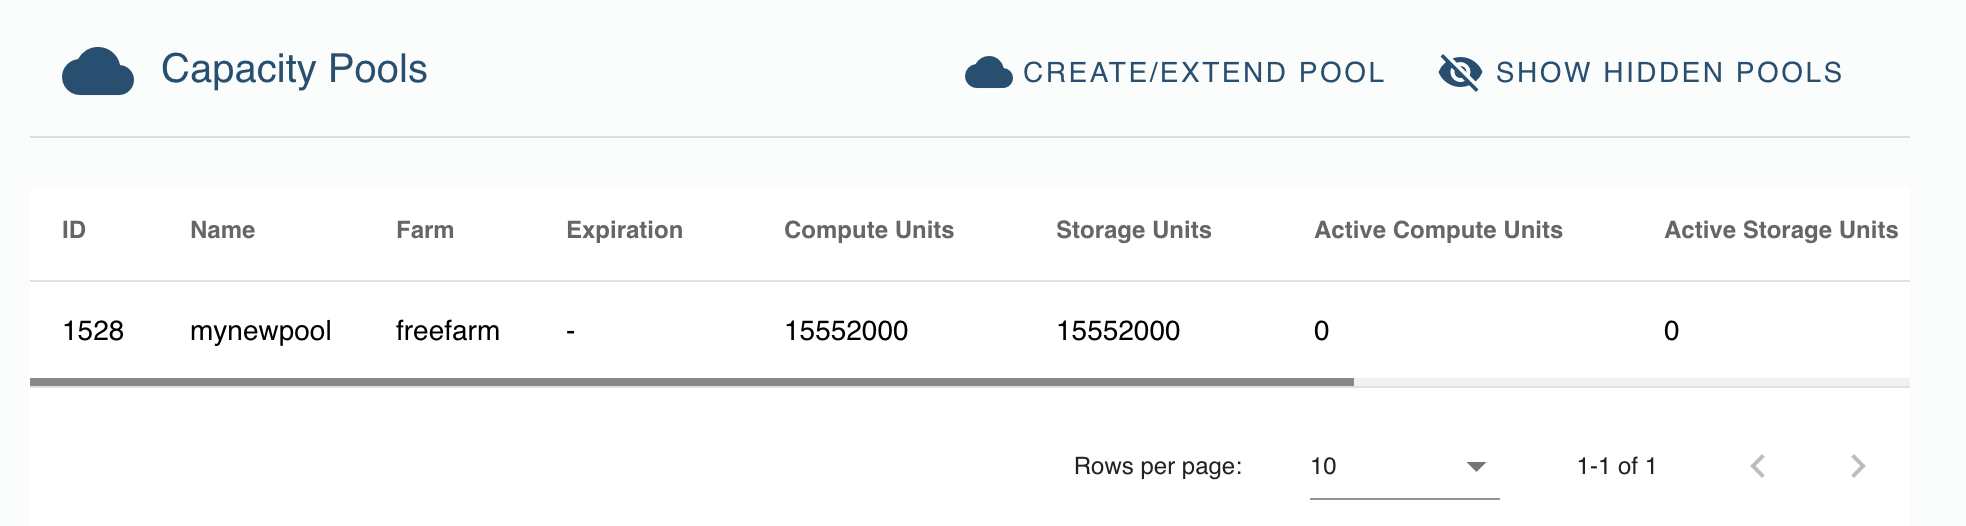 Capacity Pools CREATE/EXTEND POOL SHOW HIDDEN POOLS
ID Name Farm Expiration Compute Units Storage Units Active Compute Units Active Storage Units
1528 mynewpool freefarm - 15552000 15552000 0 0
Rows per page: 10 1-1 of 1